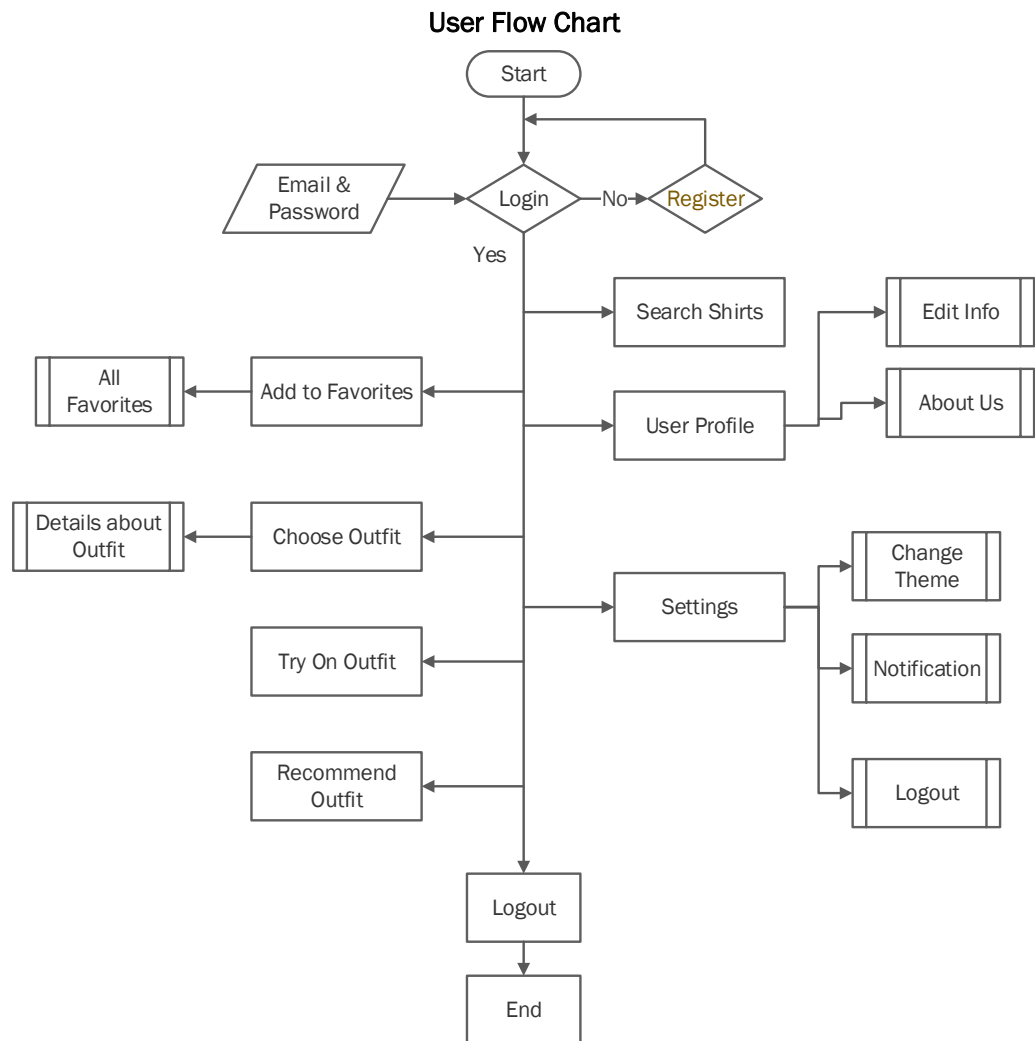 User Flow Chart
Start
Email &
Password
Login
No
Register
Yes
Search Shirts
Edit Info
All
Favorites
Add to Favorites
User Profile
About Us
Details about
Outfit
Choose Outfit
Change
Theme
Settings
Try On Outfit
Notification
Recommend
Outfit
Logout
Logout
End